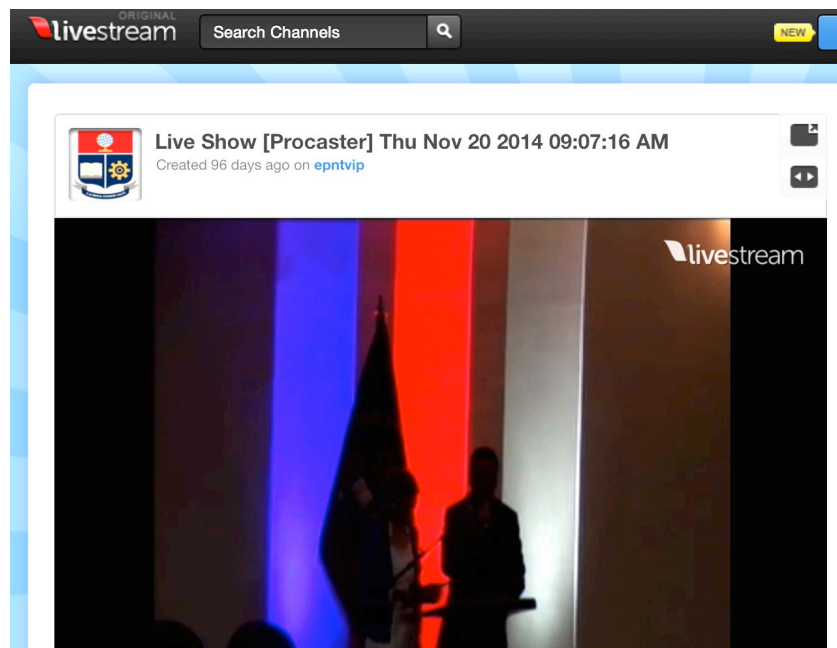 ORIGINAL
livestream
Search Channels
NEW
Live Show [Procaster] Thu Nov 20 2014 09:07:16 AM
Created 96 days ago on epntvip
livestream